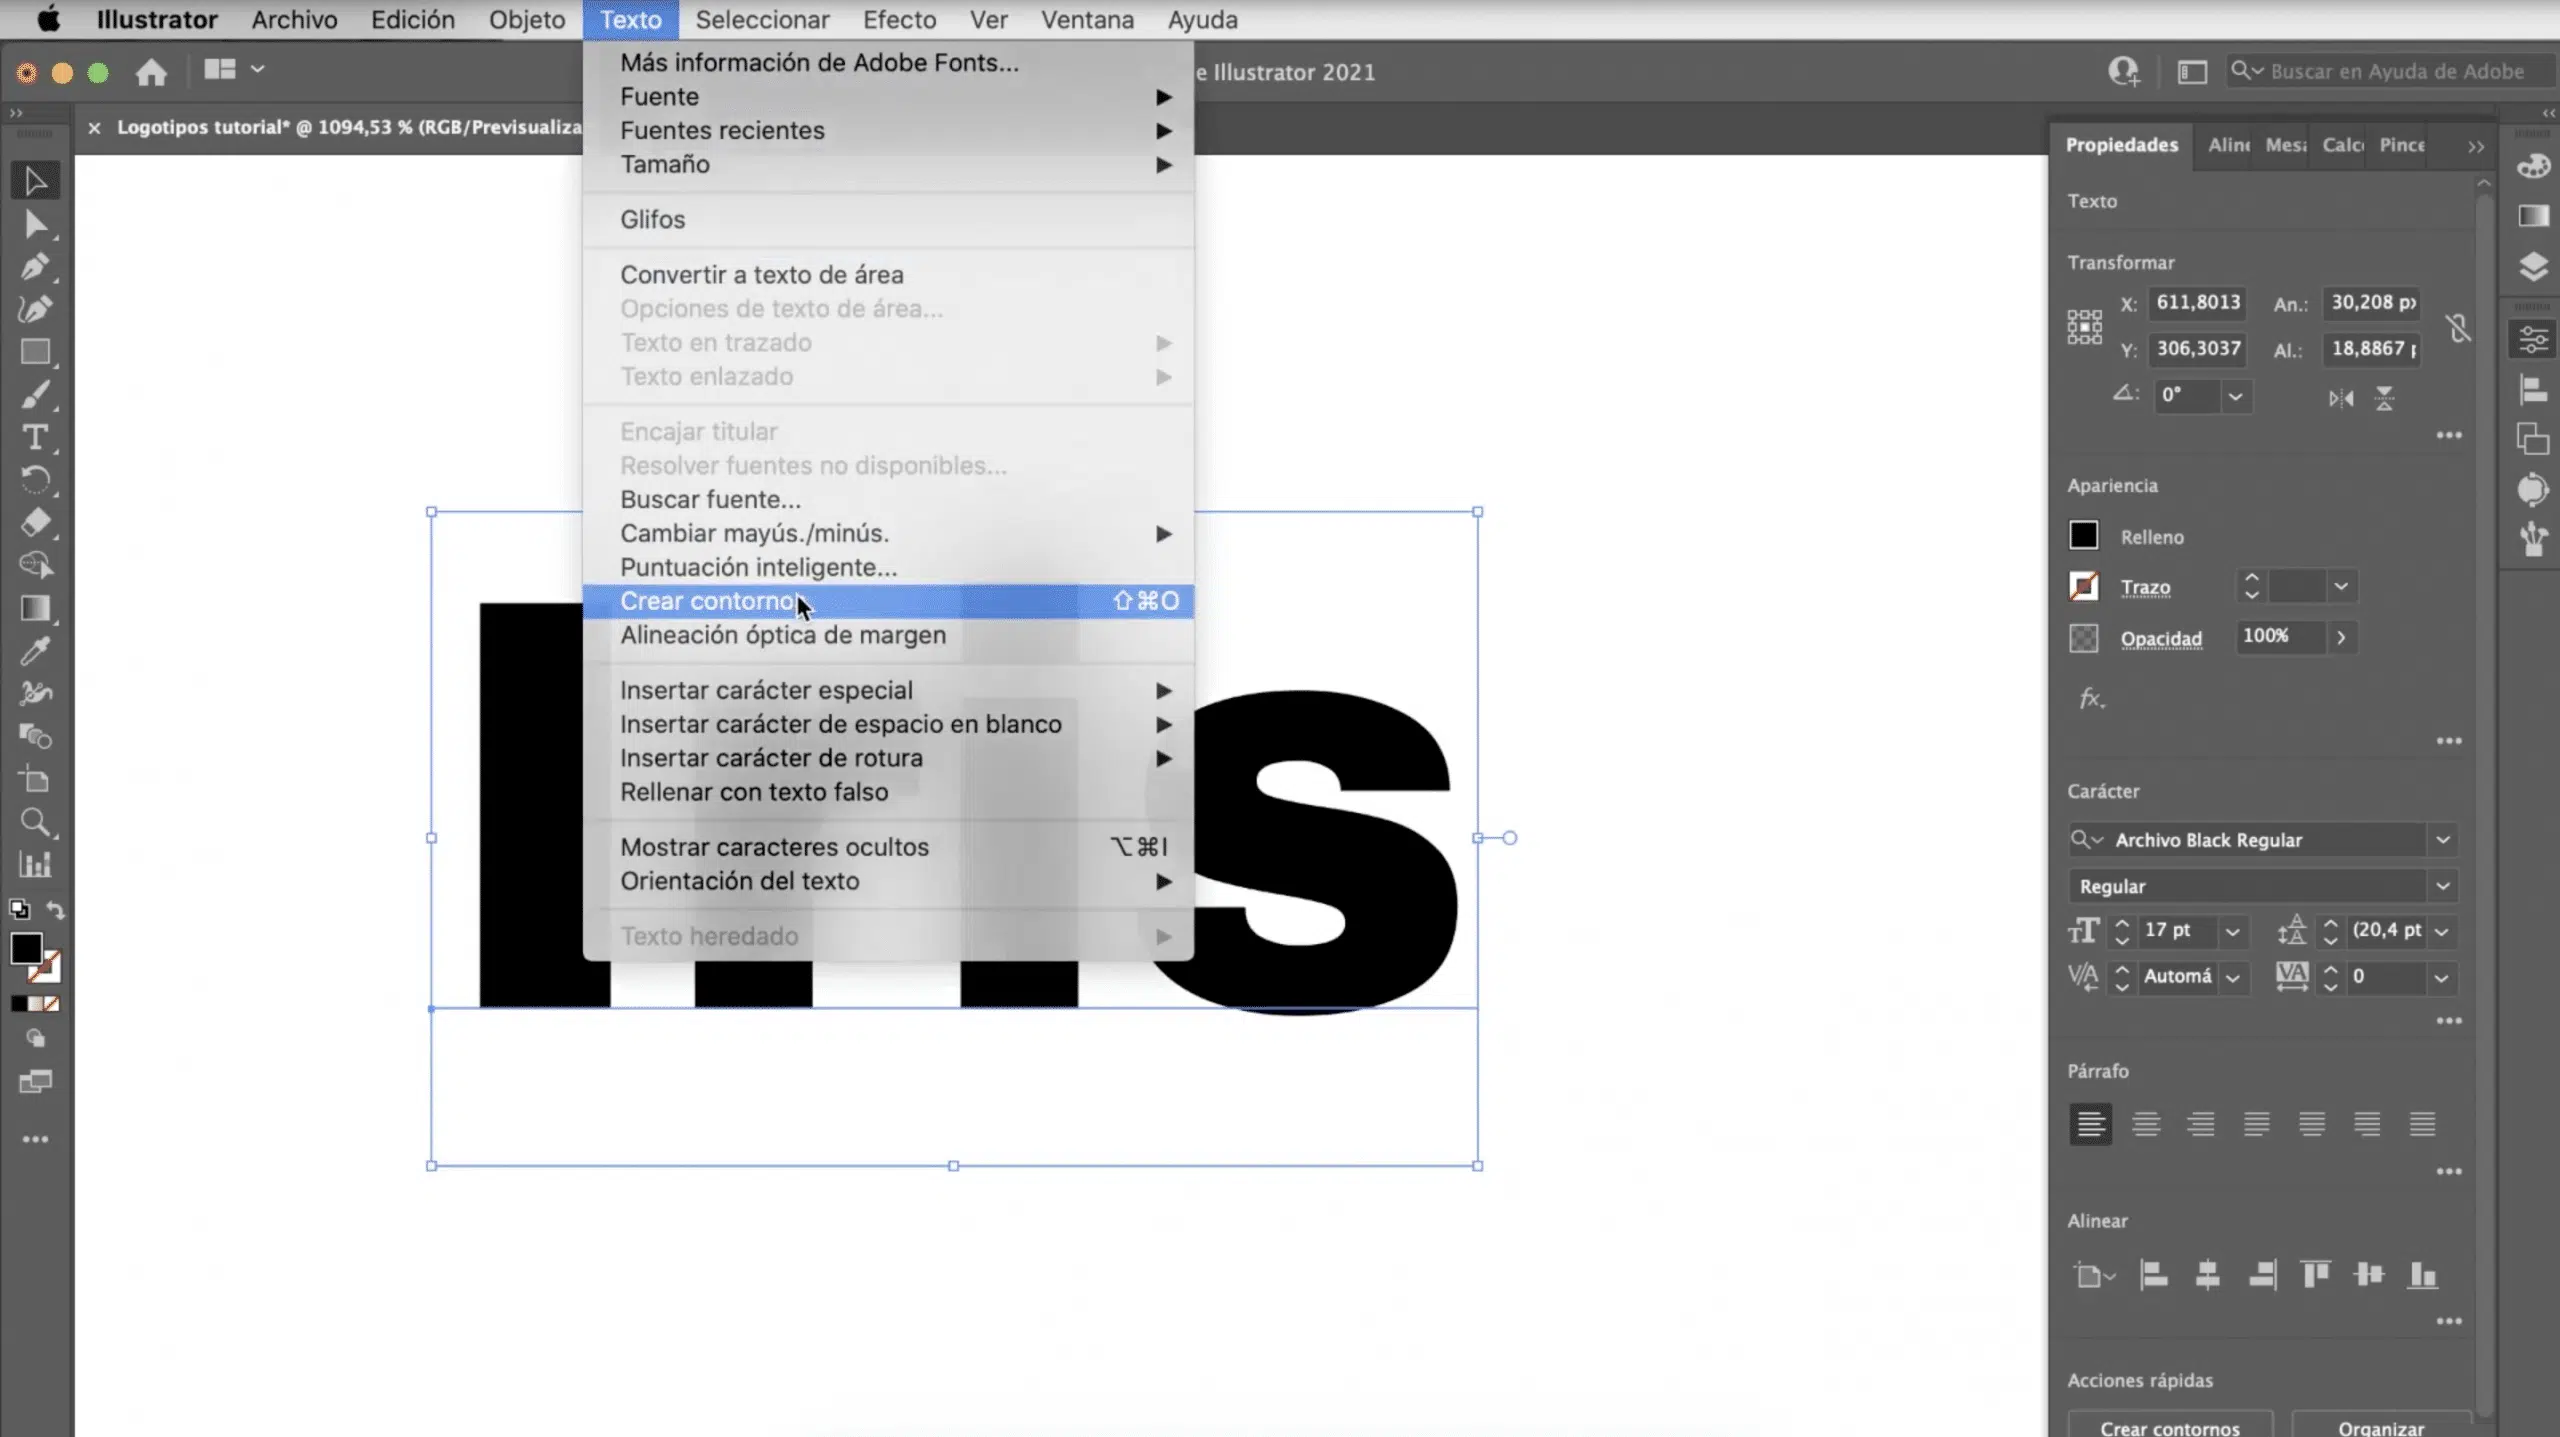 Illustrator Archivo Edición Objeto Texto Seleccionar Efecto Ver Ventana Ayuda
e Illustrator 2021
Buscar en Ayuda de Adobe
× Logotipos tutorial* @ 1094,53 % (RGB/Previsualiza
Más información de Adobe Fonts...
Fuente
Fuentes recientes
Tamaño
Glifos
Convertir a texto de área
Opciones de texto de área...
Texto en trazado
Texto enlazado
Encajar titular
Resolver fuentes no disponibles...
Buscar fuente...
Cambiar mayús./minús.
Puntuación inteligente...
Crear contornos ⇧⌘O
Alineación óptica de margen
Insertar carácter especial
Insertar carácter de espacio en blanco
Insertar carácter de rotura
Rellenar con texto falso
Mostrar caracteres ocultos ⌥⌘I
Orientación del texto
Texto heredado
s
Propiedades Aline Mesa Calc Pince
Texto
Transformar
X: 611,8013 An.: 30,208 px
Y: 306,3037 Al.: 18,8867 p
0°
Apariencia
Relleno
Trazo
Opacidad 100%
fx.
Carácter
Archivo Black Regular
Regular
17 pt (20,4 pt
Automá 0
Párrafo
Alinear
Acciones rápidas
Crear contornos Organizar